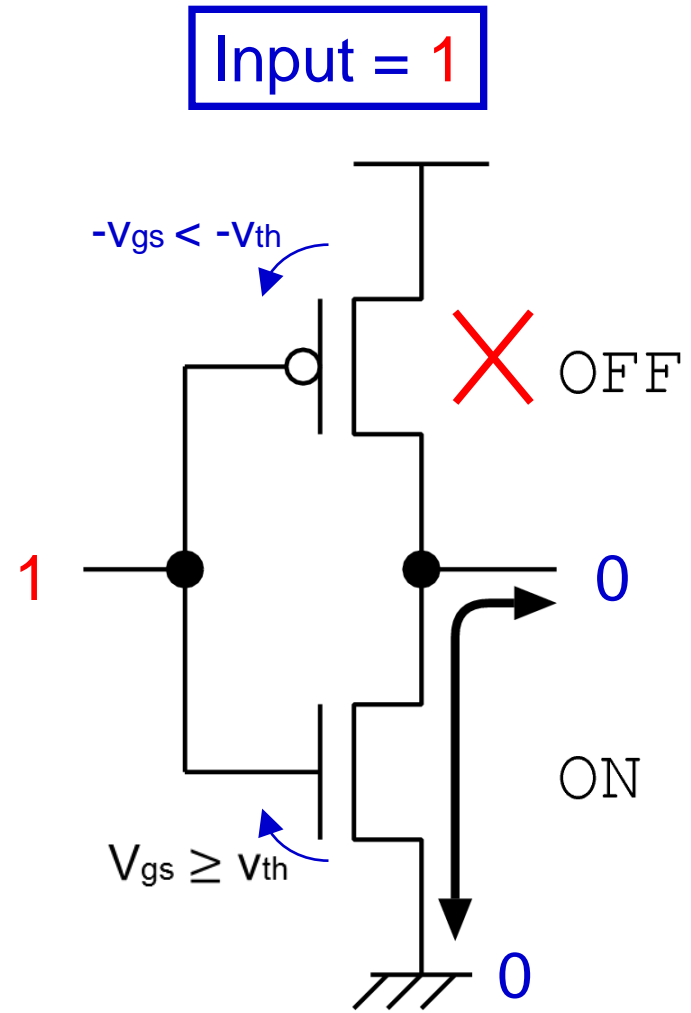 Input = 1
-vgs < -vth
OFF
1
0
ON
Vgs ≥ vth
0